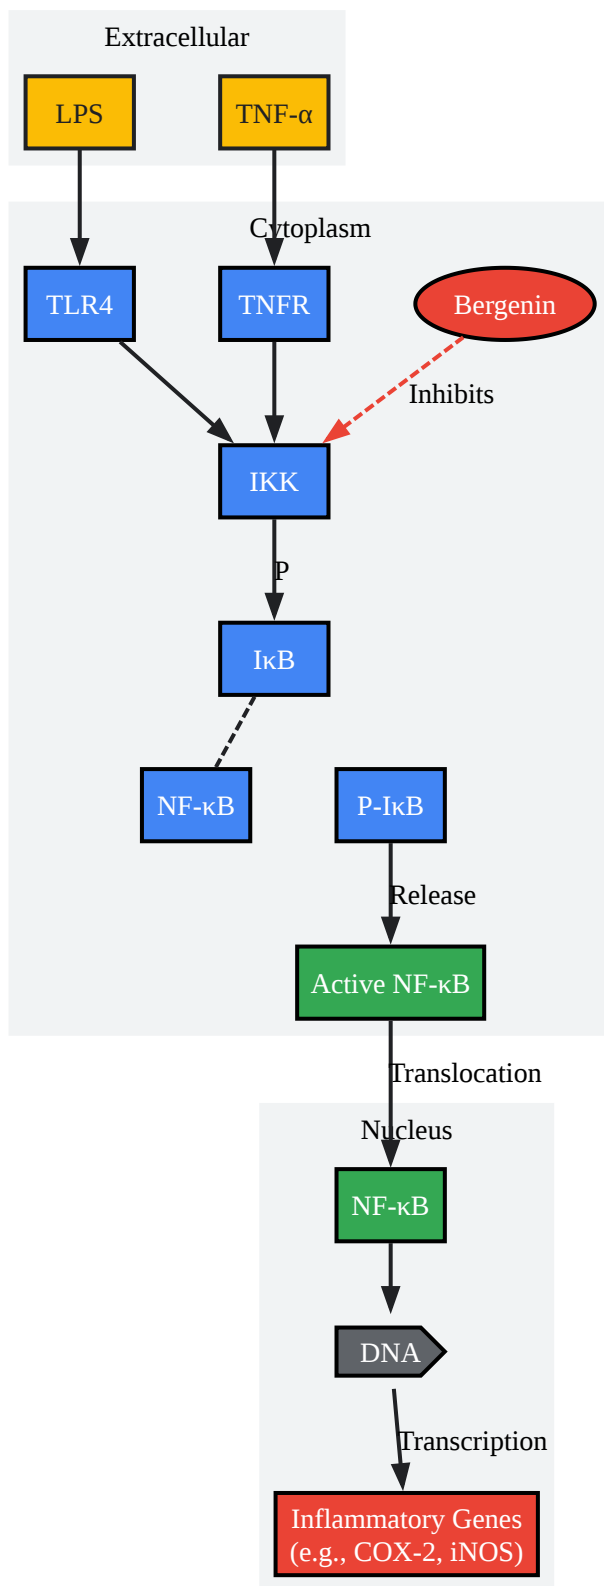 Extracellular
LPS
TNF-α
Cytoplasm
TLR4
TNFR
Bergenin
Inhibits
IKK
P
IκB
NF-κB
P-IκB
Release
Active NF-κB
Translocation
Nucleus
NF-κB
DNA
Transcription
Inflammatory Genes
(e.g., COX-2, iNOS)